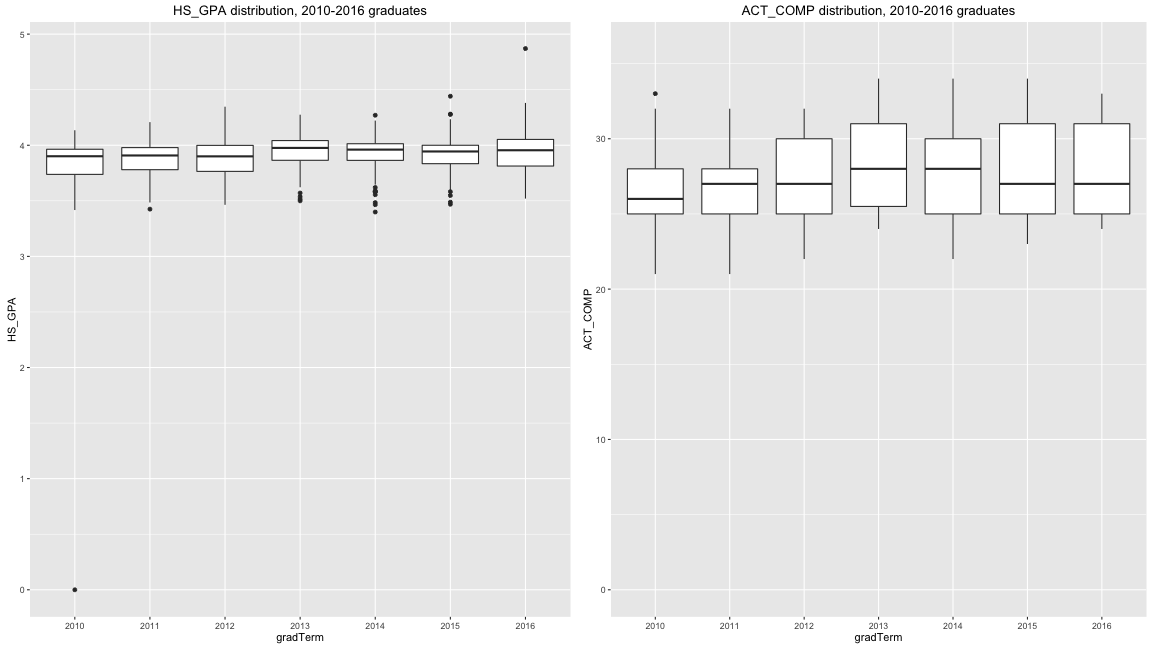 HS_GPA distribution, 2010-2016 graduates
5
4
3
2
1
0
HS_GPA
2010 2011 2012 2013 2014 2015 2016
gradTerm
ACT_COMP distribution, 2010-2016 graduates
30
20
10
0
ACT_COMP
2010 2011 2012 2013 2014 2015 2016
gradTerm